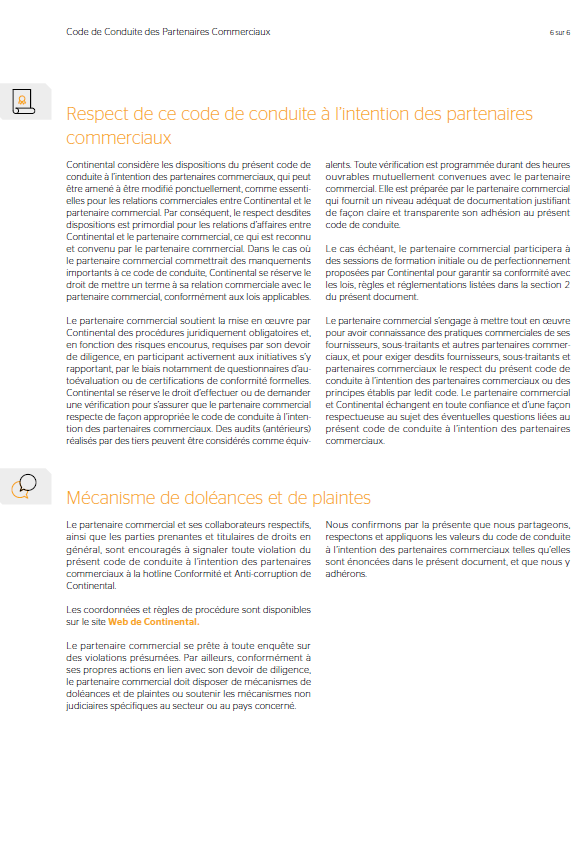 Code de Conduite des Partenaires Commerciaux
6 sur 6
Respect de ce code de conduite à l'intention des partenaires
commerciaux
Continental considère les dispositions du présent code de
conduite à l'intention des partenaires commerciaux, qui peut
être amené à être modifié ponctuellement, comme essenti-
elles pour les relations commerciales entre Continental et le
partenaire commercial. Par conséquent, le respect desdites
dispositions est primordial pour les relations d'affaires entre
Continental et le partenaire commercial, ce qui est reconnu
et convenu par le partenaire commercial. Dans le cas où
le partenaire commercial commettrait des manquements
importants à ce code de conduite, Continental se réserve le
droit de mettre un terme à sa relation commerciale avec le
partenaire commercial, conformément aux lois applicables.
Le partenaire commercial soutient la mise en œuvre par
Continental des procédures juridiquement obligatoires et,
en fonction des risques encourus, requises par son devoir
de diligence, en participant activement aux initiatives s'y
rapportant, par le biais notamment de questionnaires d'au-
toévaluation ou de certifications de conformité formelles.
Continental se réserve le droit d'effectuer ou de demander
une vérification pour s'assurer que le partenaire commercial
respecte de façon appropriée le code de conduite à l'inten-
tion des partenaires commerciaux. Des audits (antérieurs)
réalisés par des tiers peuvent être considérés comme équiv-
alents. Toute vérification est programmée durant des heures
ouvrables mutuellement convenues avec le partenaire
commercial. Elle est préparée par le partenaire commercial
qui fournit un niveau adéquat de documentation justifiant
de façon claire et transparente son adhésion au présent
code de conduite.
Le cas échéant, le partenaire commercial participera à
des sessions de formation initiale ou de perfectionnement
proposées par Continental pour garantir sa conformité avec
les lois, règles et réglementations listées dans la section 2
du présent document.
Le partenaire commercial s'engage à mettre tout en œuvre
pour avoir connaissance des pratiques commerciales de ses
fournisseurs, sous-traitants et autres partenaires commer-
ciaux, et pour exiger desdits fournisseurs, sous-traitants et
partenaires commerciaux le respect du présent code de
conduite à l'intention des partenaires commerciaux ou des
principes établis par ledit code. Le partenaire commercial
et Continental échangent en toute confiance et d'une façon
respectueuse au sujet des éventuelles questions liées au
présent code de conduite à l'intention des partenaires
commerciaux.
Mécanisme de doléances et de plaintes
Le partenaire commercial et ses collaborateurs respectifs,
ainsi que les parties prenantes et titulaires de droits en
général, sont encouragés à signaler toute violation du
présent code de conduite à l'intention des partenaires
commerciaux à la hotline Conformité et Anti-corruption de
Continental.
Les coordonnées et règles de procédure sont disponibles
sur le site Web de Continental.
Le partenaire commercial se prête à toute enquête sur
des violations présumées. Par ailleurs, conformément à
ses propres actions en lien avec son devoir de diligence,
le partenaire commercial doit disposer de mécanismes de
doléances et de plaintes ou soutenir les mécanismes non
judiciaires spécifiques au secteur ou au pays concerné.
Nous confirmons par la présente que nous partageons,
respectons et appliquons les valeurs du code de conduite
à l'intention des partenaires commerciaux telles qu'elles
sont énoncées dans le présent document, et que nous y
adhérons.